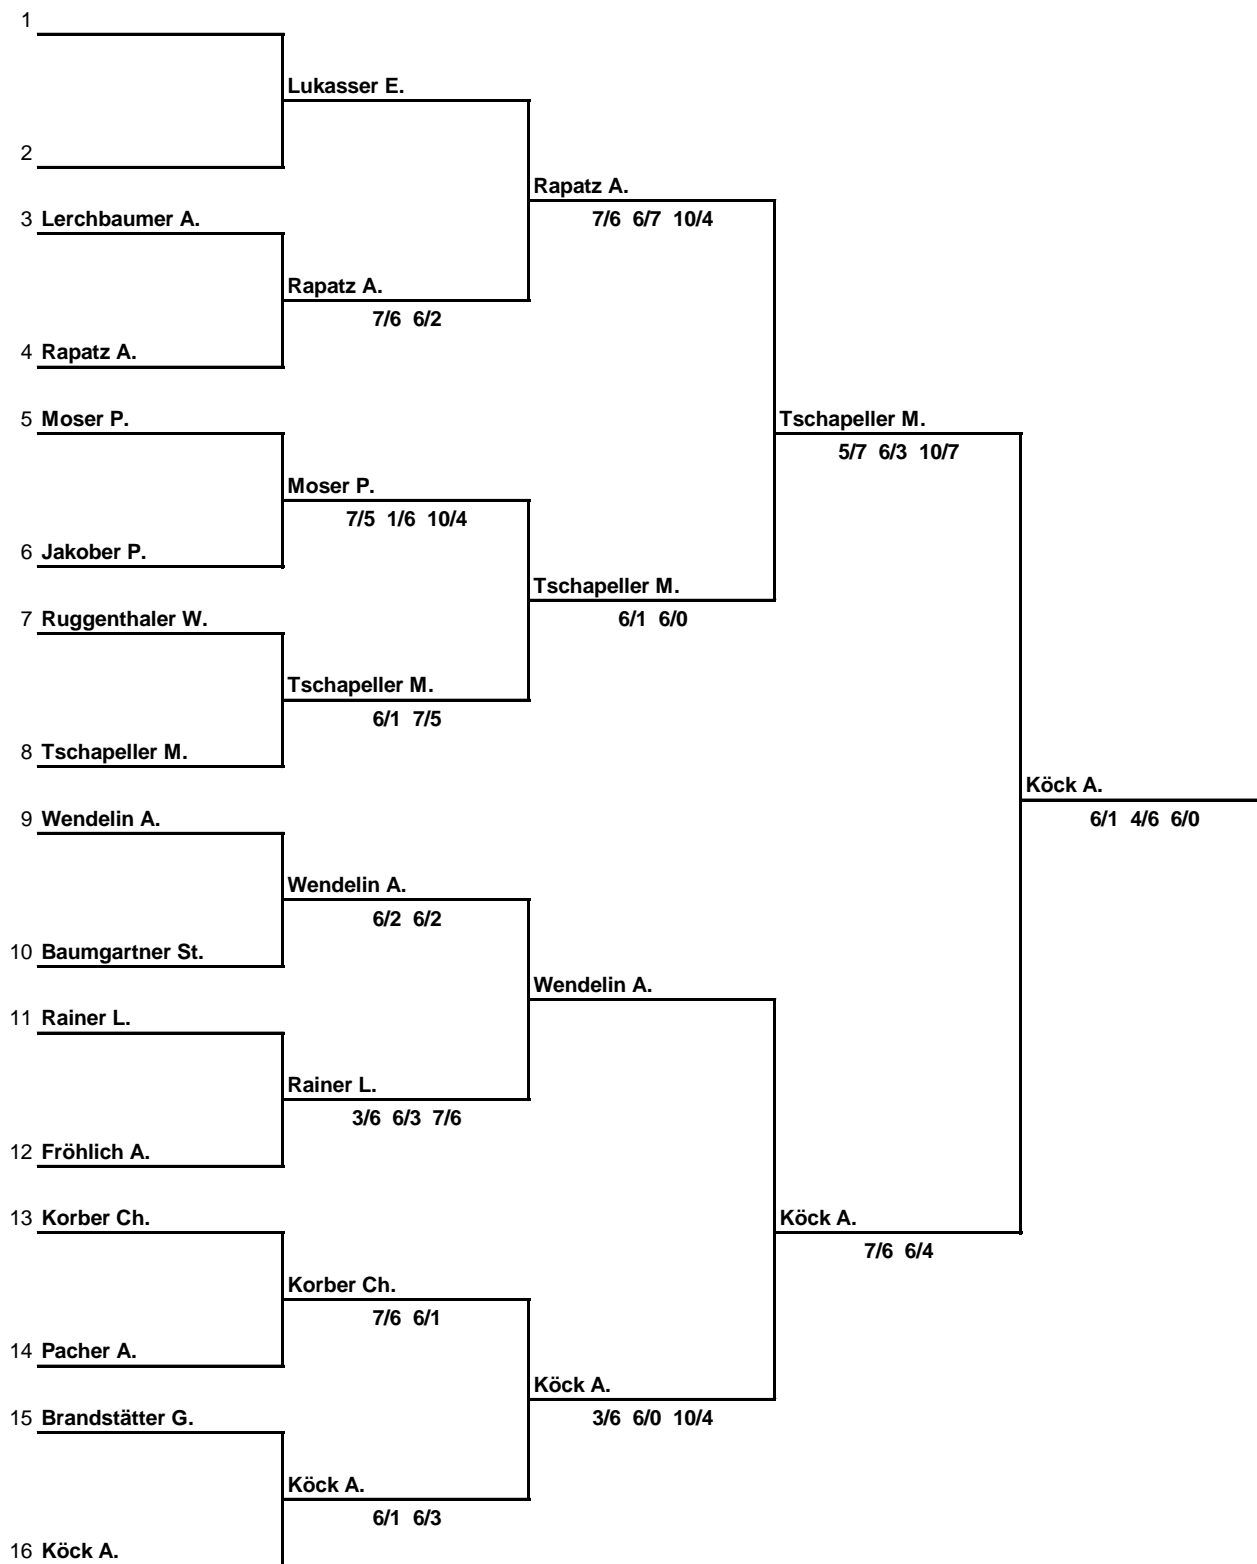 1
Lukasser E.
2
Rapatz A.
3 Lerchbaumer A.
7/6 6/7 10/4
Rapatz A.
7/6 6/2
4 Rapatz A.
5 Moser P.
Tschapeller M.
5/7 6/3 10/7
Moser P.
7/5 1/6 10/4
6 Jakober P.
Tschapeller M.
7 Ruggenthaler W.
6/1 6/0
Tschapeller M.
6/1 7/5
8 Tschapeller M.
Köck A.
9 Wendelin A.
6/1 4/6 6/0
Wendelin A.
6/2 6/2
10 Baumgartner St.
Wendelin A.
11 Rainer L.
Rainer L.
3/6 6/3 7/6
12 Fröhlich A.
13 Korber Ch.
Köck A.
7/6 6/4
Korber Ch.
7/6 6/1
14 Pacher A.
Köck A.
15 Brandstätter G.
3/6 6/0 10/4
Köck A.
6/1 6/3
16 Köck A.